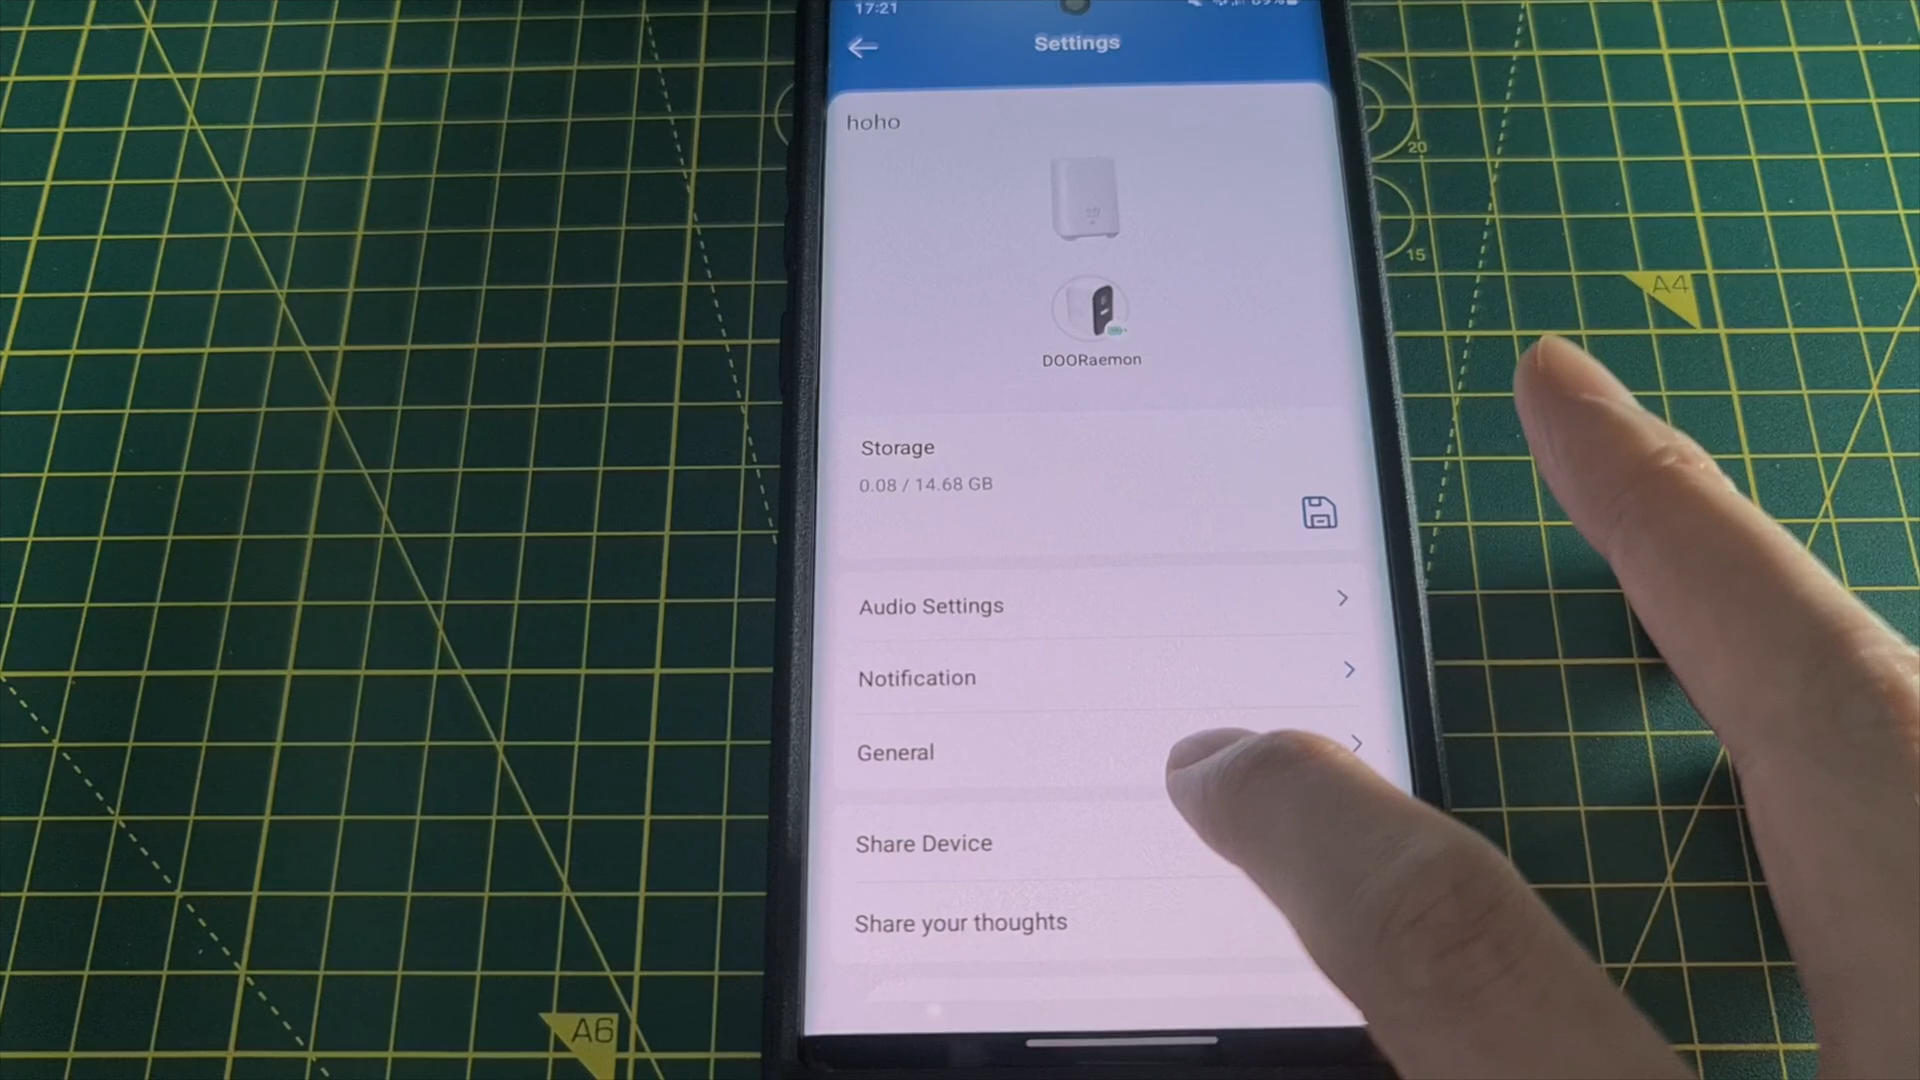 17:21
Settings
hoho
DOORaemon
Storage
0.08 / 14.68 GB
Audio Settings
Notification
General
Share Device
Share your thoughts
20
15
A4
A6